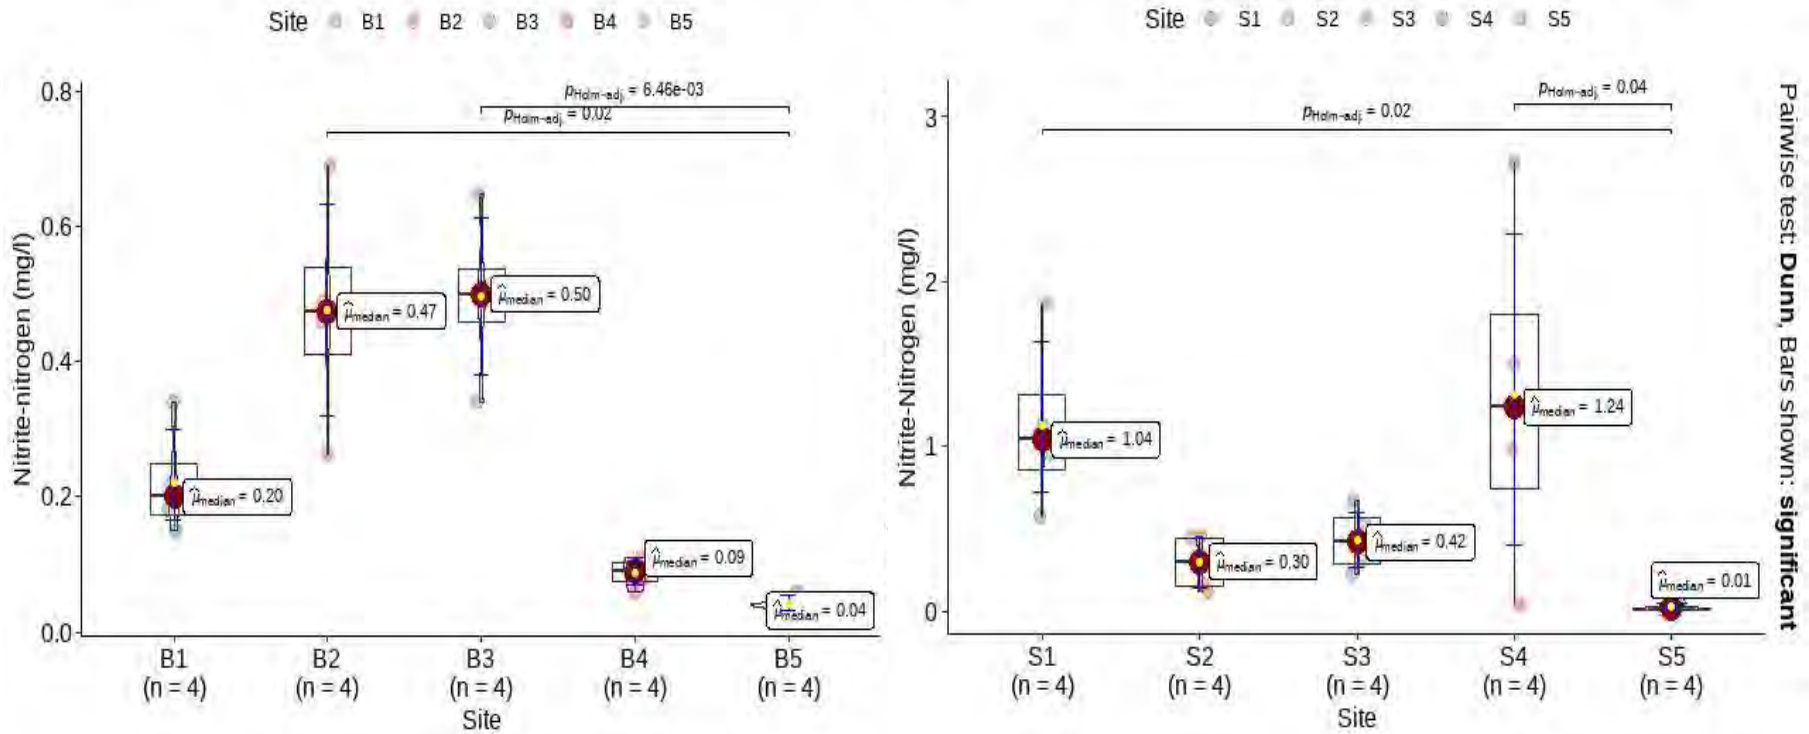 Site B1 B2 B3 B4 B5
Nitrite-nitrogen (mg/l)
0.8
0.6
0.4
0.2
0.0
pHolm-adj. = 6.46e-03
pHolm-adj. = 0.02
μ̂median = 0.20
μ̂median = 0.47
μ̂median = 0.50
μ̂median = 0.09
μ̂median = 0.04
B1 B2 B3 B4 B5
(n = 4) (n = 4) (n = 4) (n = 4) (n = 4)
Site
Site S1 S2 S3 S4 S5
Nitrite-Nitrogen (mg/l)
3
2
1
0
pHolm-adj. = 0.04
pHolm-adj. = 0.02
μ̂median = 1.04
μ̂median = 0.30
μ̂median = 0.42
μ̂median = 1.24
μ̂median = 0.01
S1 S2 S3 S4 S5
(n = 4) (n = 4) (n = 4) (n = 4) (n = 4)
Site
Pairwise test: Dunn, Bars shown: significant